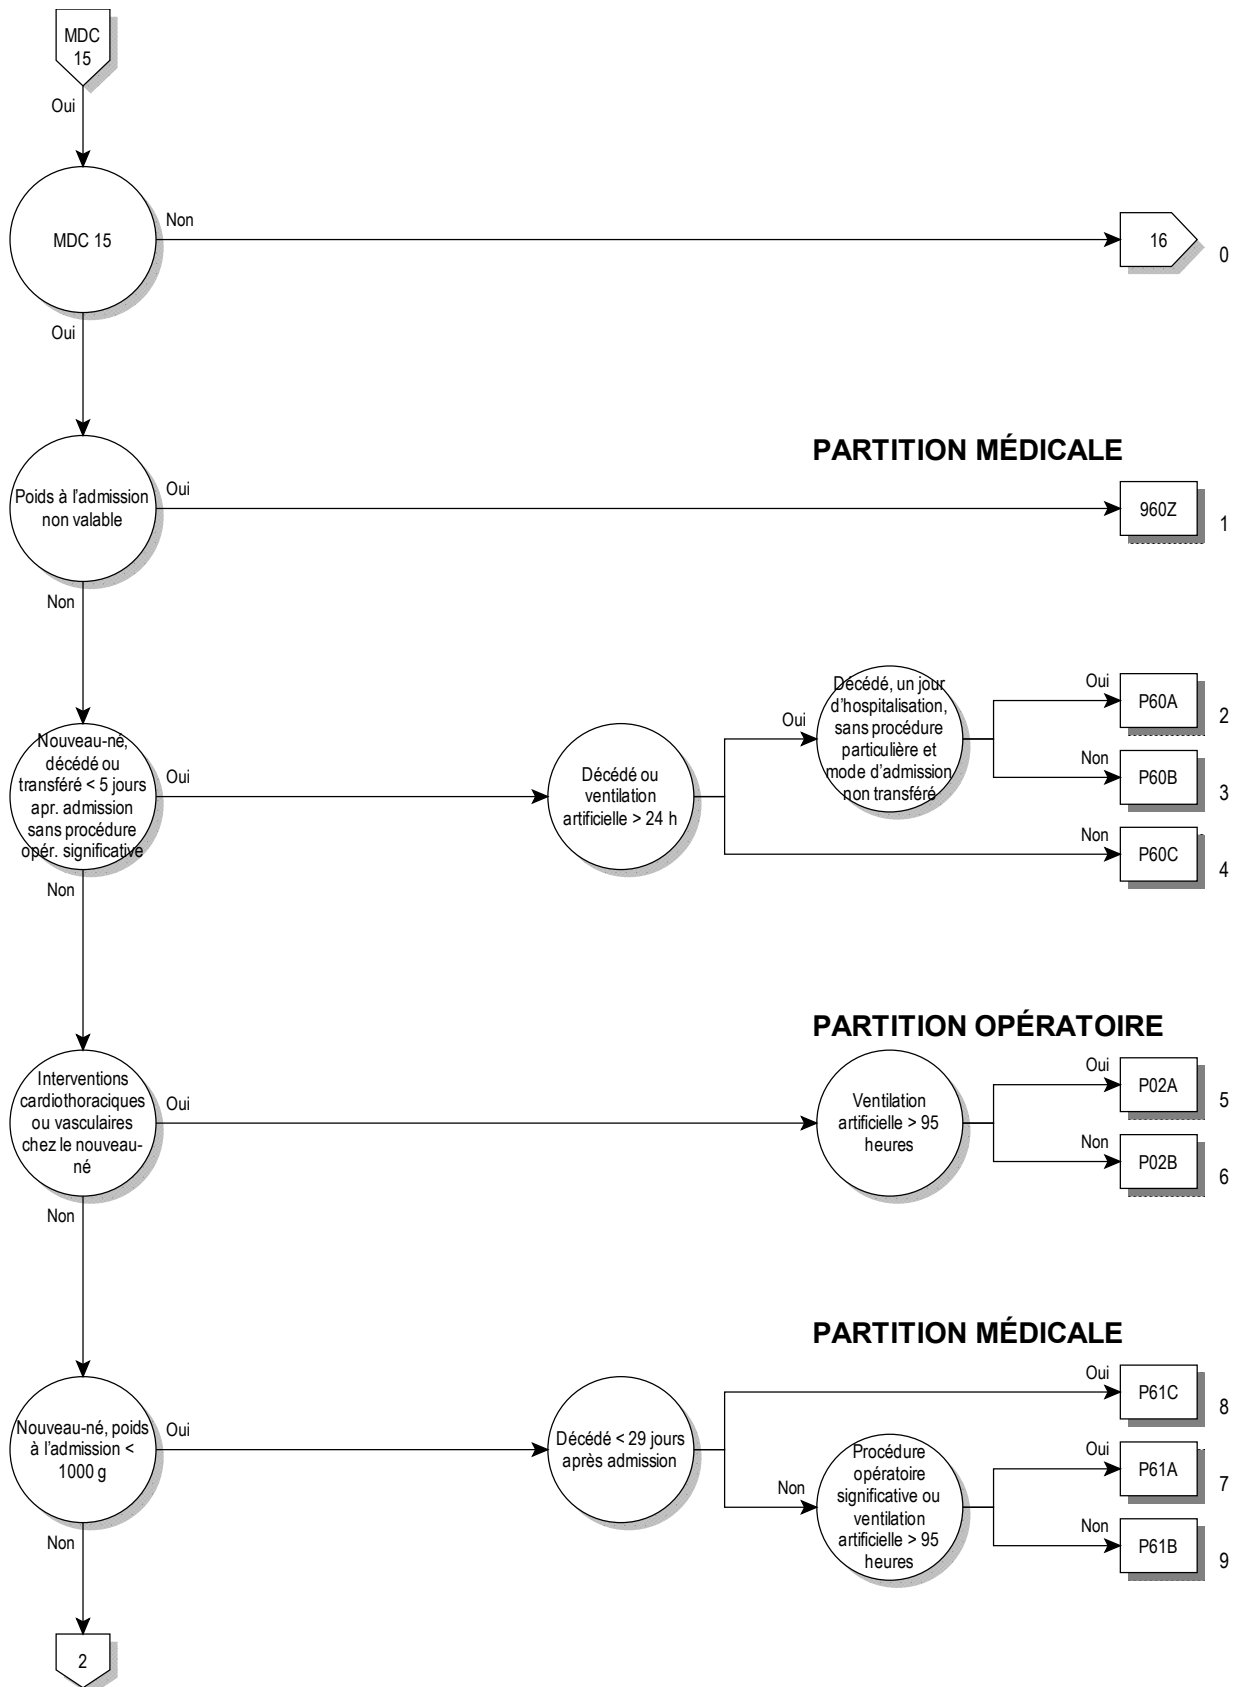 MDC
15
Oui
MDC 15
Non
16
0
Oui
PARTITION MÉDICALE
Poids à l'admission
non valable
Oui
960Z
1
Non
Nouveau-né,
décédé ou
transféré < 5 jours
apr. admission
sans procédure
opér. significative
Oui
Décédé ou
ventilation
artificielle > 24 h
Oui
Décédé, un jour
d'hospitalisation,
sans procédure
particulière et
mode d'admission
non transféré
Oui
P60A
2
Non
P60B
3
Non
P60C
4
Non
PARTITION OPÉRATOIRE
Interventions
cardiothoraciques
ou vasculaires
chez le nouveau-
né
Oui
Ventilation
artificielle > 95
heures
Oui
P02A
5
Non
P02B
6
Non
PARTITION MÉDICALE
Nouveau-né, poids
à l'admission <
1000 g
Oui
Décédé < 29 jours
après admission
Oui
P61C
8
Non
Procédure
opératoire
significative ou
ventilation
artificielle > 95
heures
Oui
P61A
7
Non
P61B
9
Non
2